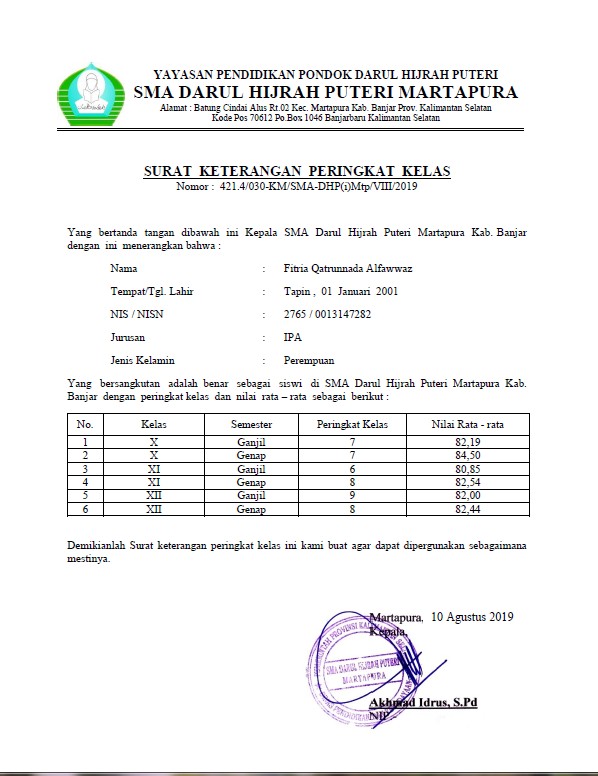 YAYASAN PENDIDIKAN PONDOK DARUL HIJRAH PUTERI
SMA DARUL HIJRAH PUTERI MARTAPURA
Alamat : Batung Cindai Alus Rt.02 Kec. Martapura Kab. Banjar Prov. Kalimantan Selatan
Kode Pos 70612 Po.Box 1046 Banjarbaru Kalimantan Selatan
SURAT KETERANGAN PERINGKAT KELAS
Nomor : 421.4/030-KM/SMA-DHP(i)Mtp/VIII/2019
Yang bertanda tangan dibawah ini Kepala SMA Darul Hijrah Puteri Martapura Kab. Banjar
dengan ini menerangkan bahwa :
Nama : Fitria Qatrunnada Alfawwaz
Tempat/Tgl. Lahir : Tapin , 01 Januari 2001
NIS / NISN : 2765 / 0013147282
Jurusan : IPA
Jenis Kelamin : Perempuan
Yang bersangkutan adalah benar sebagai siswi di SMA Darul Hijrah Puteri Martapura Kab.
Banjar dengan peringkat kelas dan nilai rata – rata sebagai berikut :
No. Kelas Semester Peringkat Kelas Nilai Rata - rata
1 X Ganjil 7 82,19
2 X Genap 7 84,50
3 XI Ganjil 6 80,85
4 XI Genap 8 82,54
5 XII Ganjil 9 82,00
6 XII Genap 8 82,44
Demikianlah Surat keterangan peringkat kelas ini kami buat agar dapat dipergunakan sebagaimana
mestinya.
Martapura, 10 Agustus 2019
Kepala,
SMA DARUL HIJRAH PUTERI
MARTAPURA
Akhmad Idrus, S.Pd
NIP.